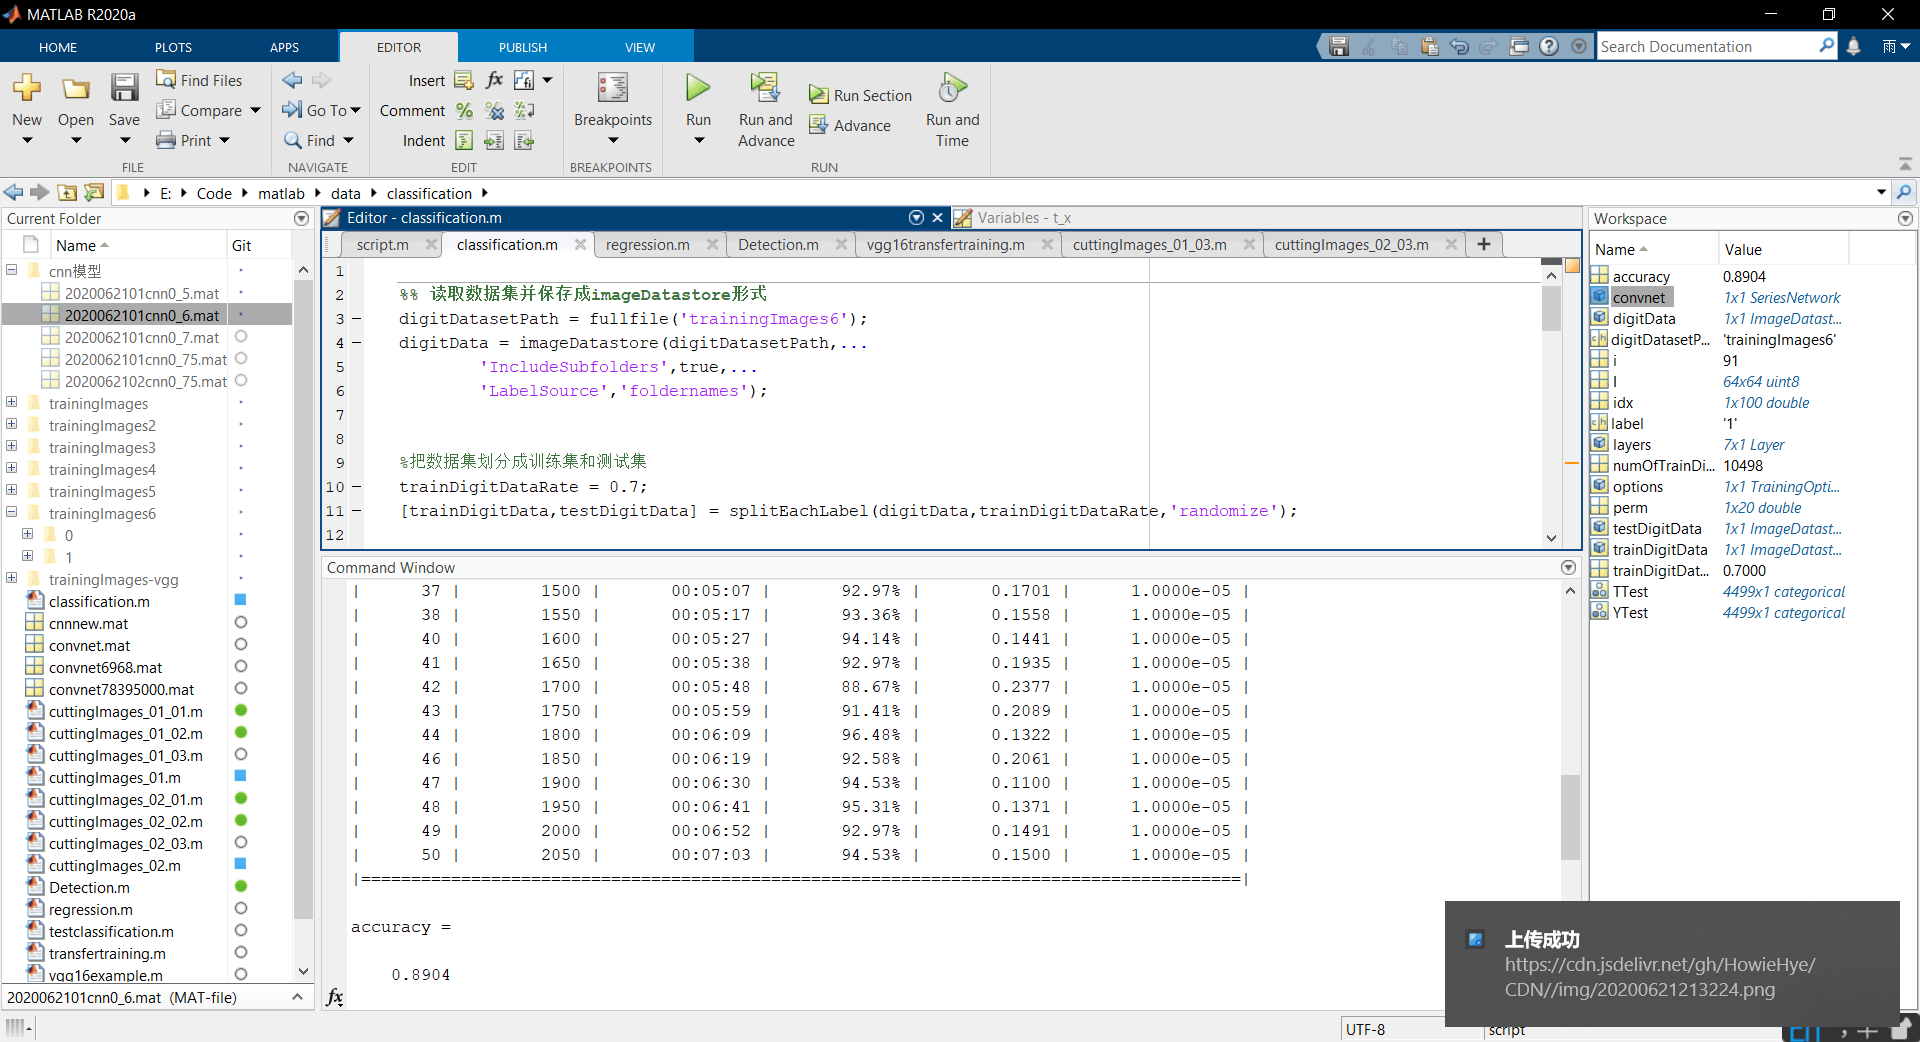 MATLAB R2020a
HOME PLOTS APPS EDITOR PUBLISH VIEW
Search Documentation
雨
New Open Save Find Files Compare Print
FILE
Go To Find
NAVIGATE
Insert fx fi
Comment % % %
Indent
EDIT
Breakpoints
BREAKPOINTS
Run Run and Advance Run Section Advance Run and Time
RUN
E: Code matlab data classification
Current Folder
Name Git
cnn模型
2020062101cnn0_5.mat
2020062101cnn0_6.mat
2020062101cnn0_7.mat
2020062101cnn0_75.mat
2020062102cnn0_75.mat
trainingImages
trainingImages2
trainingImages3
trainingImages4
trainingImages5
trainingImages6
0
1
trainingImages-vgg
classification.m
cnnnew.mat
convnet.mat
convnet6968.mat
convnet78395000.mat
cuttingImages_01_01.m
cuttingImages_01_02.m
cuttingImages_01_03.m
cuttingImages_01.m
cuttingImages_02_01.m
cuttingImages_02_02.m
cuttingImages_02_03.m
cuttingImages_02.m
Detection.m
regression.m
testclassification.m
transfertraining.m
vgg16example.m
2020062101cnn0_6.mat (MAT-file)
Editor - classification.m
Variables - t_x
script.m classification.m regression.m Detection.m vgg16transfertraining.m cuttingImages_01_03.m cuttingImages_02_03.m +
1
2 %% 读取数据集并保存成imageDatastore形式
3 — digitDatasetPath = fullfile('trainingImages6');
4 — digitData = imageDatastore(digitDatasetPath,...
5 'IncludeSubfolders',true,...
6 'LabelSource','foldernames');
7
8
9 %把数据集划分成训练集和测试集
10 — trainDigitDataRate = 0.7;
11 — [trainDigitData,testDigitData] = splitEachLabel(digitData,trainDigitDataRate,'randomize');
12
Command Window
| 37 | 1500 | 00:05:07 | 92.97% | 0.1701 | 1.0000e-05 |
| 38 | 1550 | 00:05:17 | 93.36% | 0.1558 | 1.0000e-05 |
| 40 | 1600 | 00:05:27 | 94.14% | 0.1441 | 1.0000e-05 |
| 41 | 1650 | 00:05:38 | 92.97% | 0.1935 | 1.0000e-05 |
| 42 | 1700 | 00:05:48 | 88.67% | 0.2377 | 1.0000e-05 |
| 43 | 1750 | 00:05:59 | 91.41% | 0.2089 | 1.0000e-05 |
| 44 | 1800 | 00:06:09 | 96.48% | 0.1322 | 1.0000e-05 |
| 46 | 1850 | 00:06:19 | 92.58% | 0.2061 | 1.0000e-05 |
| 47 | 1900 | 00:06:30 | 94.53% | 0.1100 | 1.0000e-05 |
| 48 | 1950 | 00:06:41 | 95.31% | 0.1371 | 1.0000e-05 |
| 49 | 2000 | 00:06:52 | 92.97% | 0.1491 | 1.0000e-05 |
| 50 | 2050 | 00:07:03 | 94.53% | 0.1500 | 1.0000e-05 |
|========================================================================================|
accuracy =
0.8904
fx
Workspace
Name Value
accuracy 0.8904
convnet 1x1 SeriesNetwork
digitData 1x1 ImageDatast...
digitDatasetP... 'trainingImages6'
i 91
I 64x64 uint8
idx 1x100 double
label '1'
layers 7x1 Layer
numOfTrainDi... 10498
options 1x1 TrainingOpti...
perm 1x20 double
testDigitData 1x1 ImageDatast...
trainDigitData 1x1 ImageDatast...
trainDigitDat... 0.7000
TTest 4499x1 categorical
YTest 4499x1 categorical
上传成功
https://cdn.jsdelivr.net/gh/HowieHye/
CDN//img/20200621213224.png
UTF-8 script